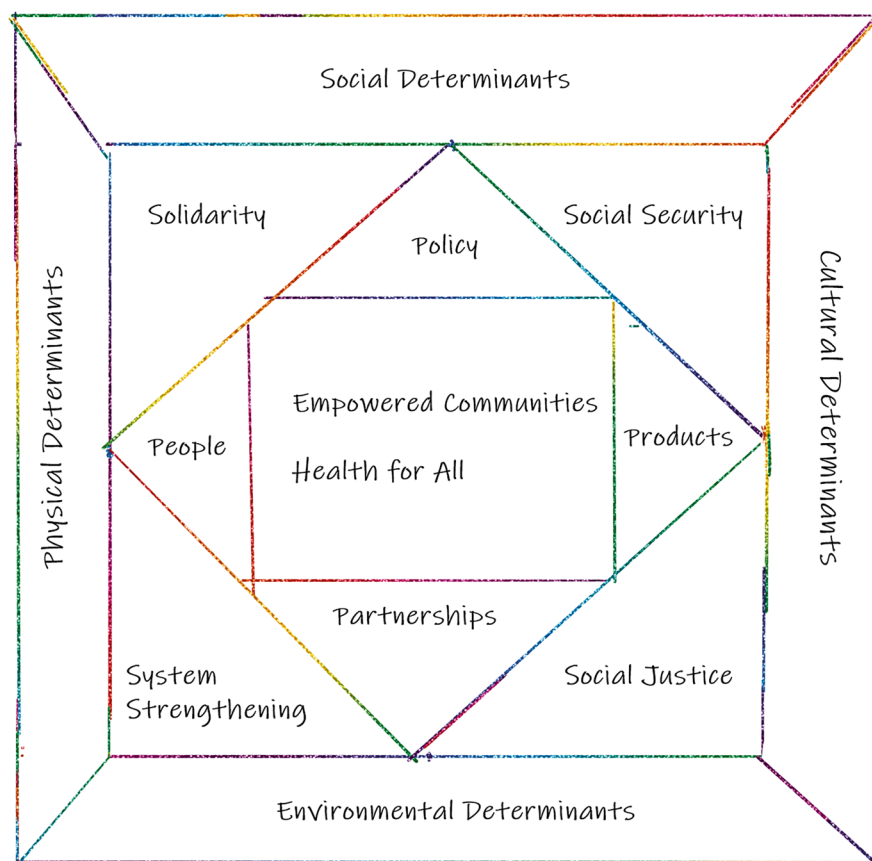 Social Determinants
Solidarity
Social Security
Policy
Physical Determinants
Cultural Determinants
Empowered Communities
People
Products
Health for All
Partnerships
System
Strengthening
Social Justice
Environmental Determinants